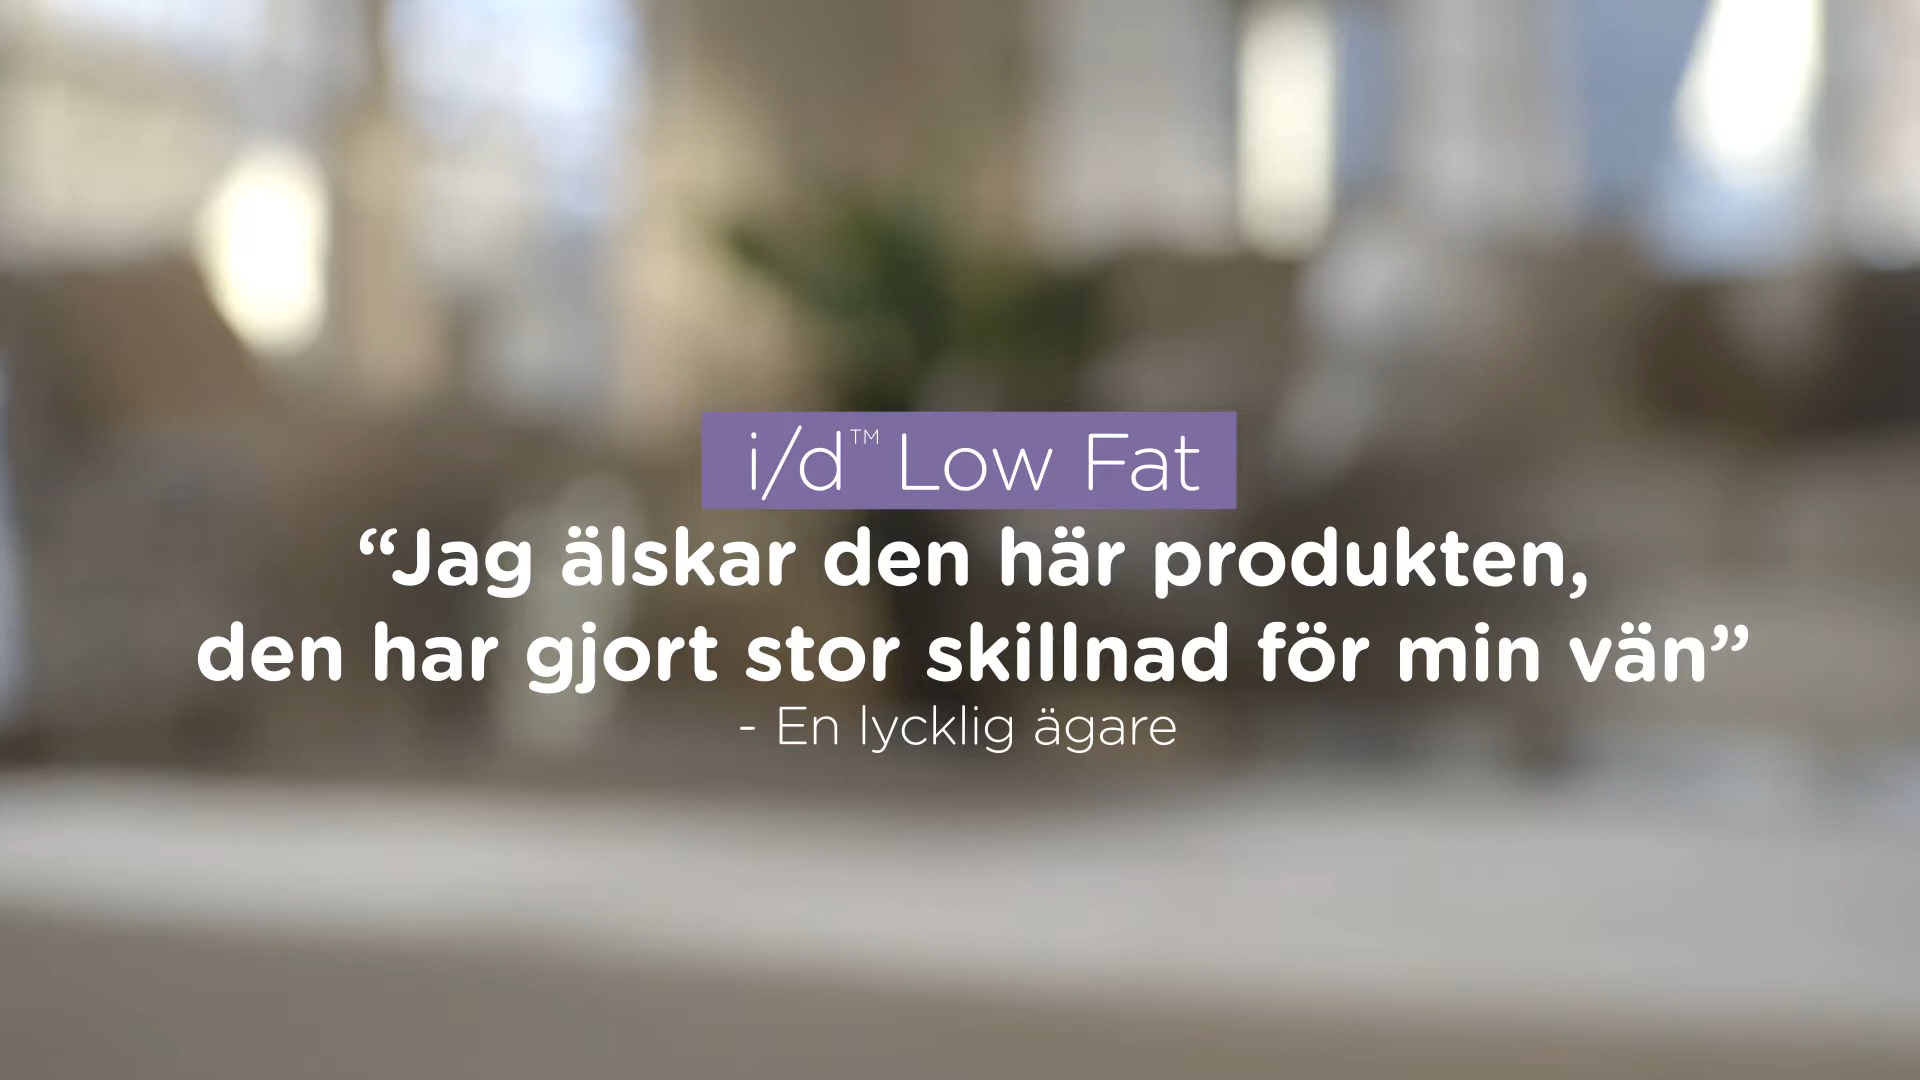 i/d™ Low Fat
“Jag älskar den här produkten,
den har gjort stor skillnad för min vän”
- En lycklig ägare